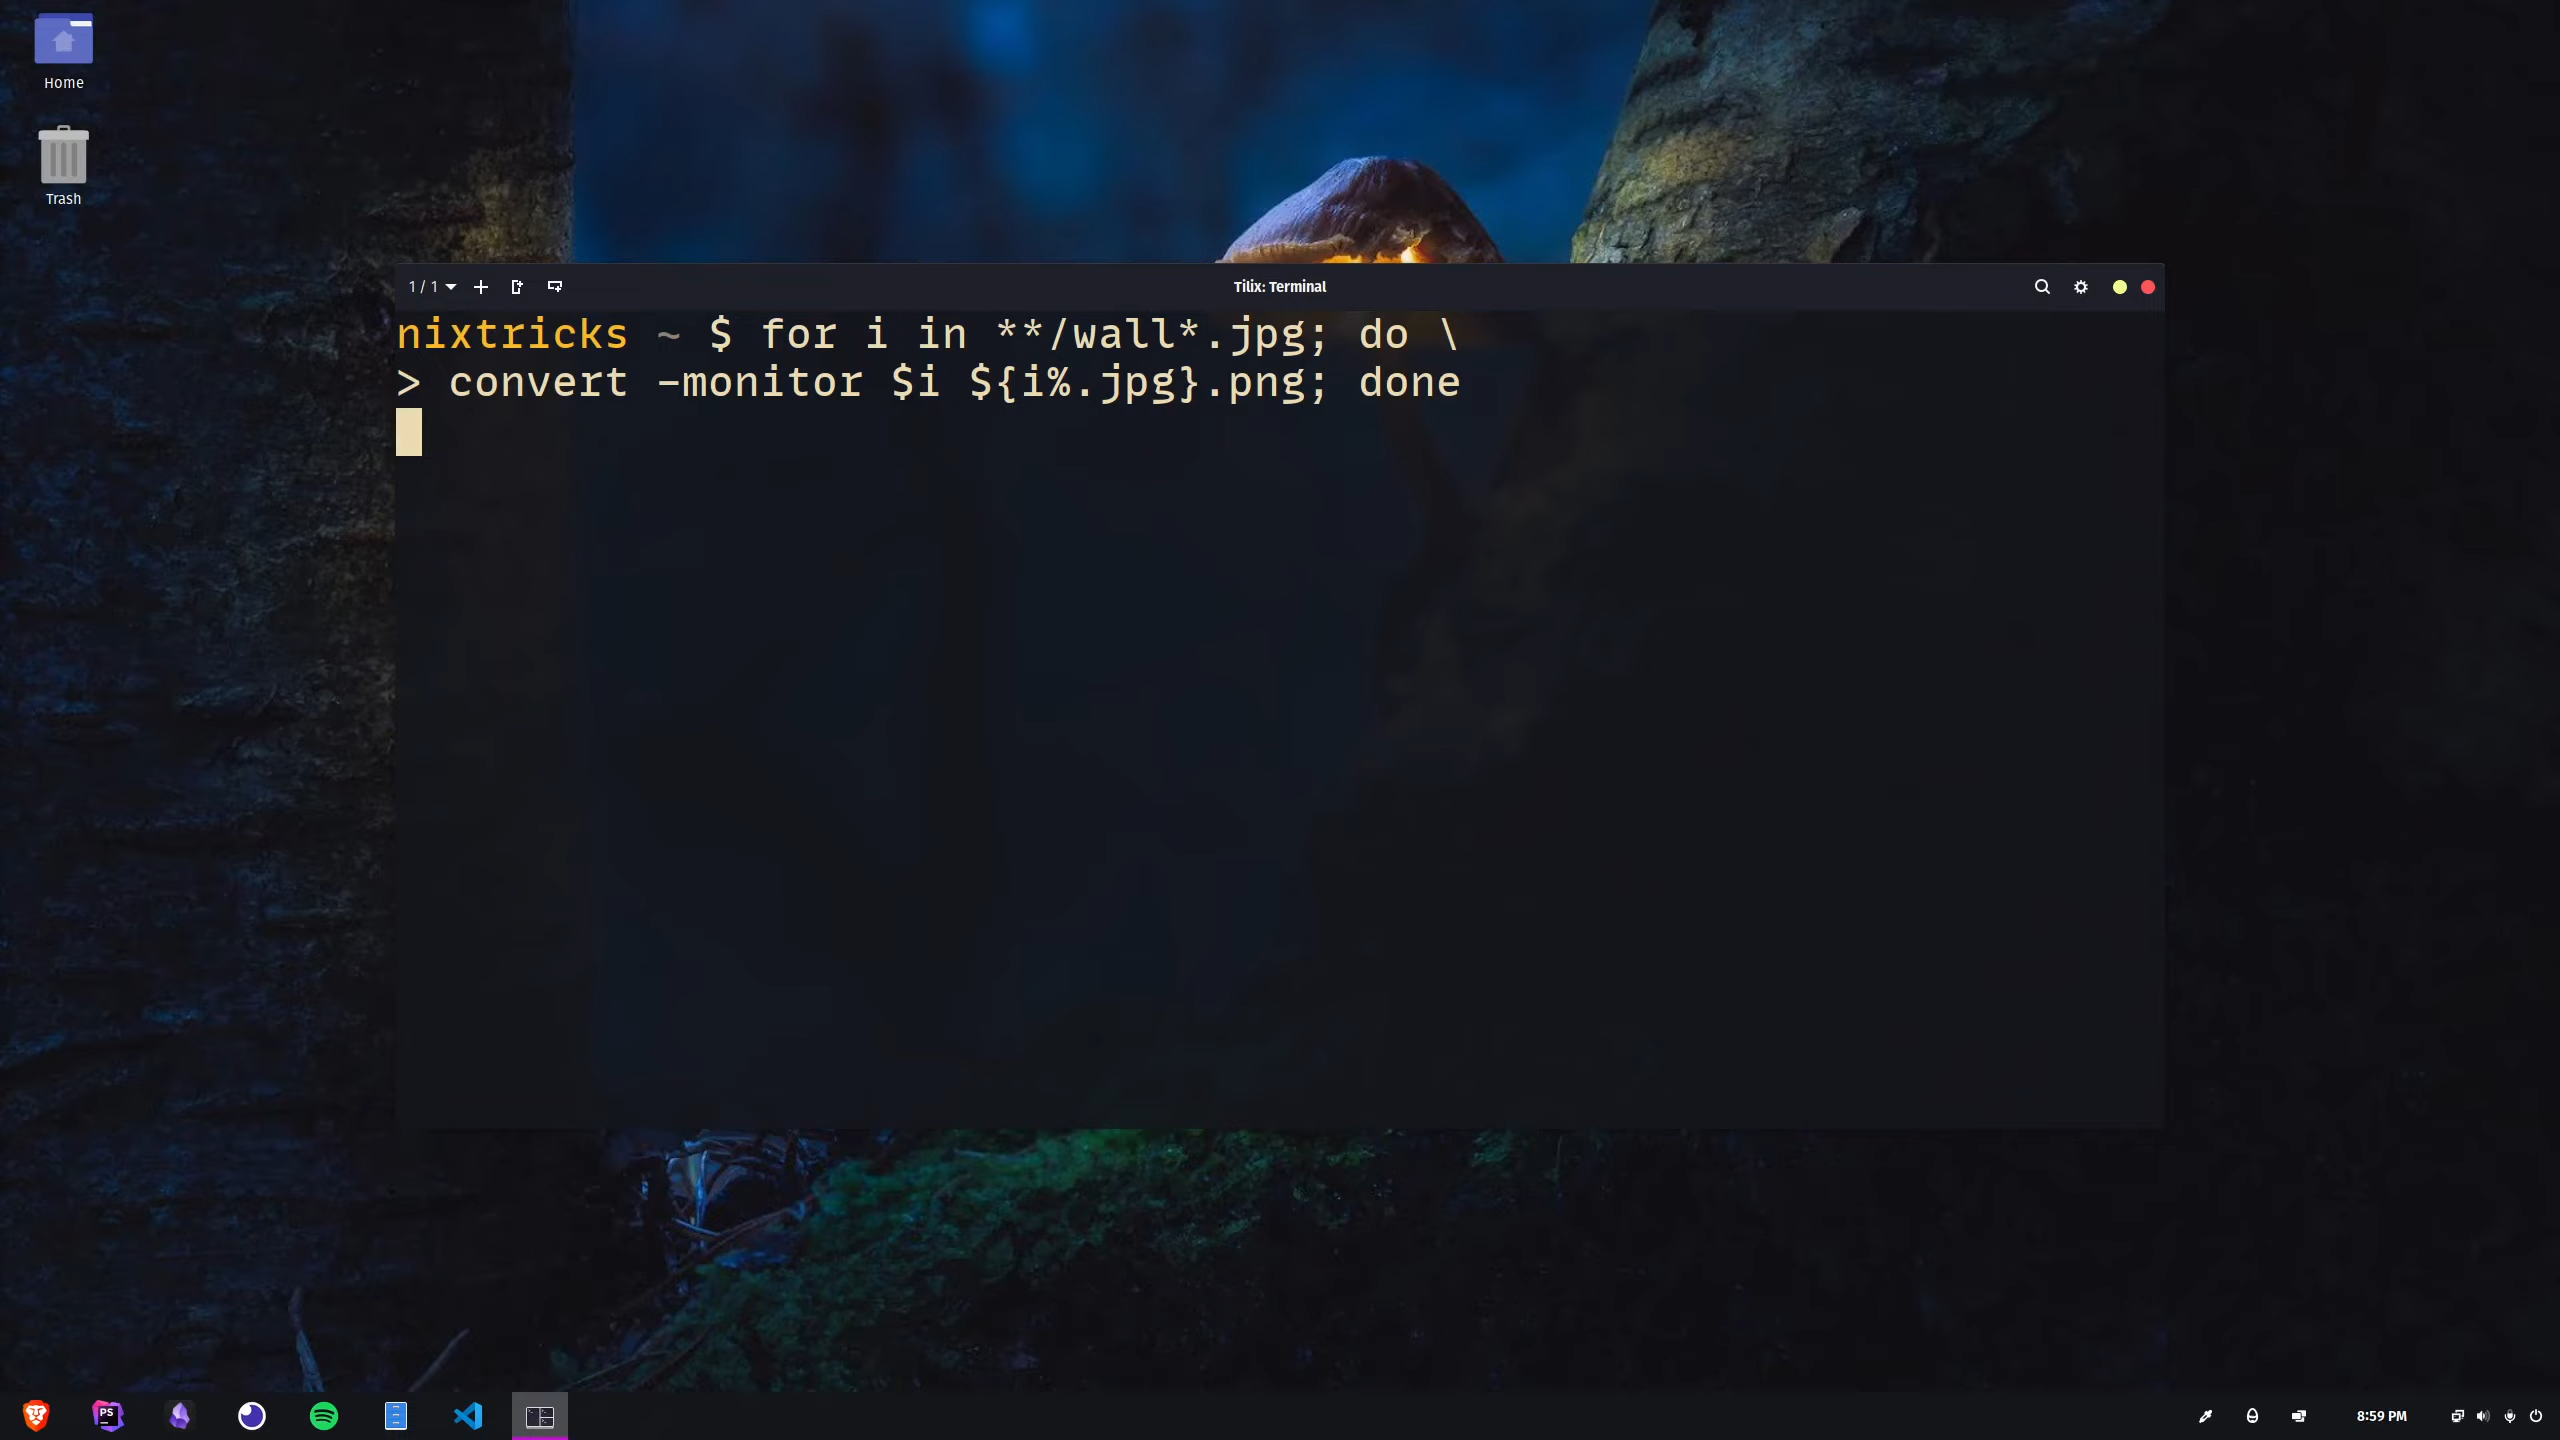 Home
Trash
1 / 1
Tilix: Terminal
nixtricks ~ $ for i in **/wall*.jpg; do \
> convert -monitor $i ${i%.jpg}.png; done
PS
8:59 PM